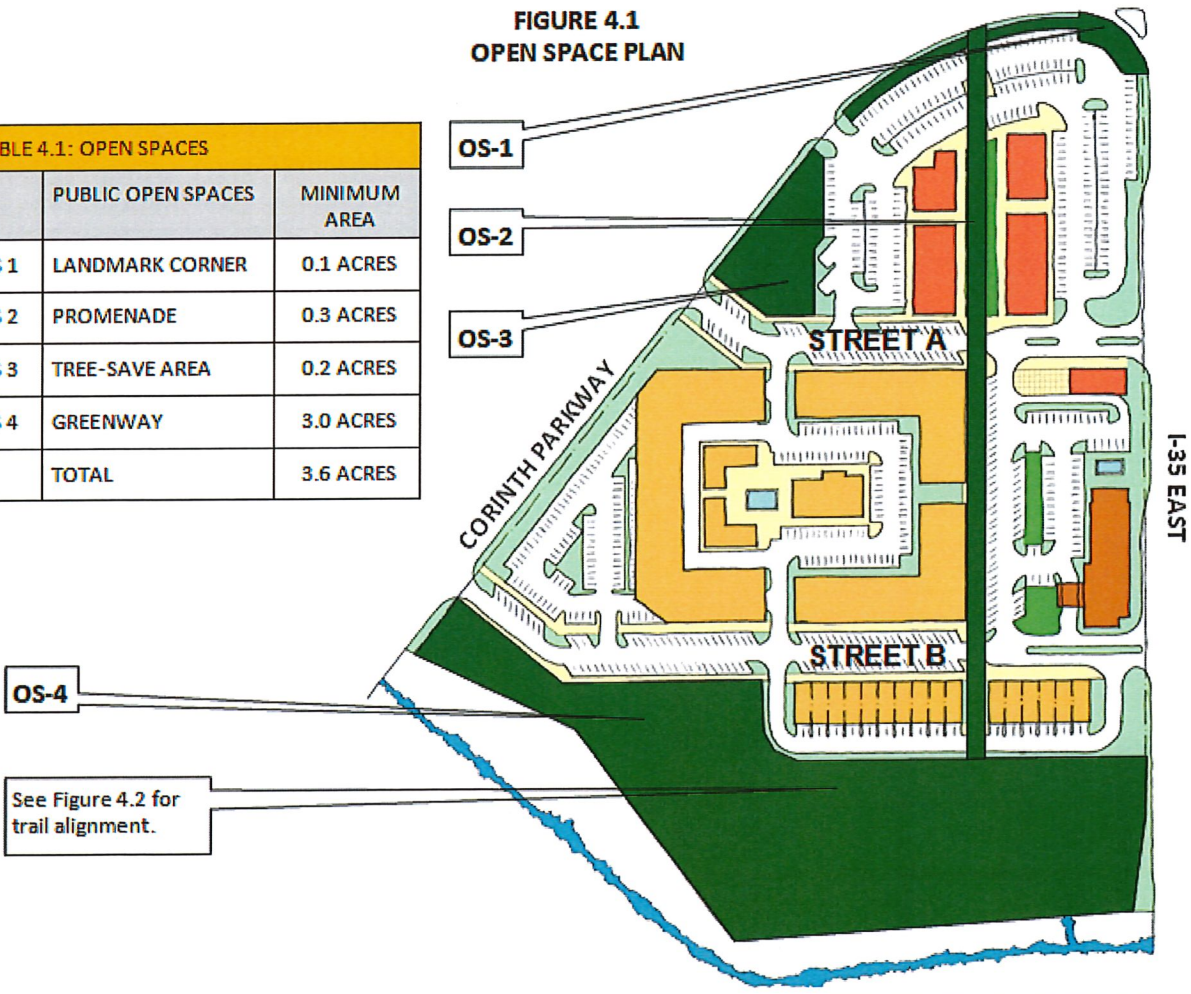 FIGURE 4.1
OPEN SPACE PLAN
BLE 4.1: OPEN SPACES
PUBLIC OPEN SPACES
MINIMUM
AREA
1
LANDMARK CORNER
0.1 ACRES
2
PROMENADE
0.3 ACRES
3
TREE-SAVE AREA
0.2 ACRES
4
GREENWAY
3.0 ACRES
TOTAL
3.6 ACRES
OS-1
OS-2
OS-3
STREET A
CORINTH PARKWAY
I-35 EAST
STREET B
OS-4
See Figure 4.2 for
trail alignment.